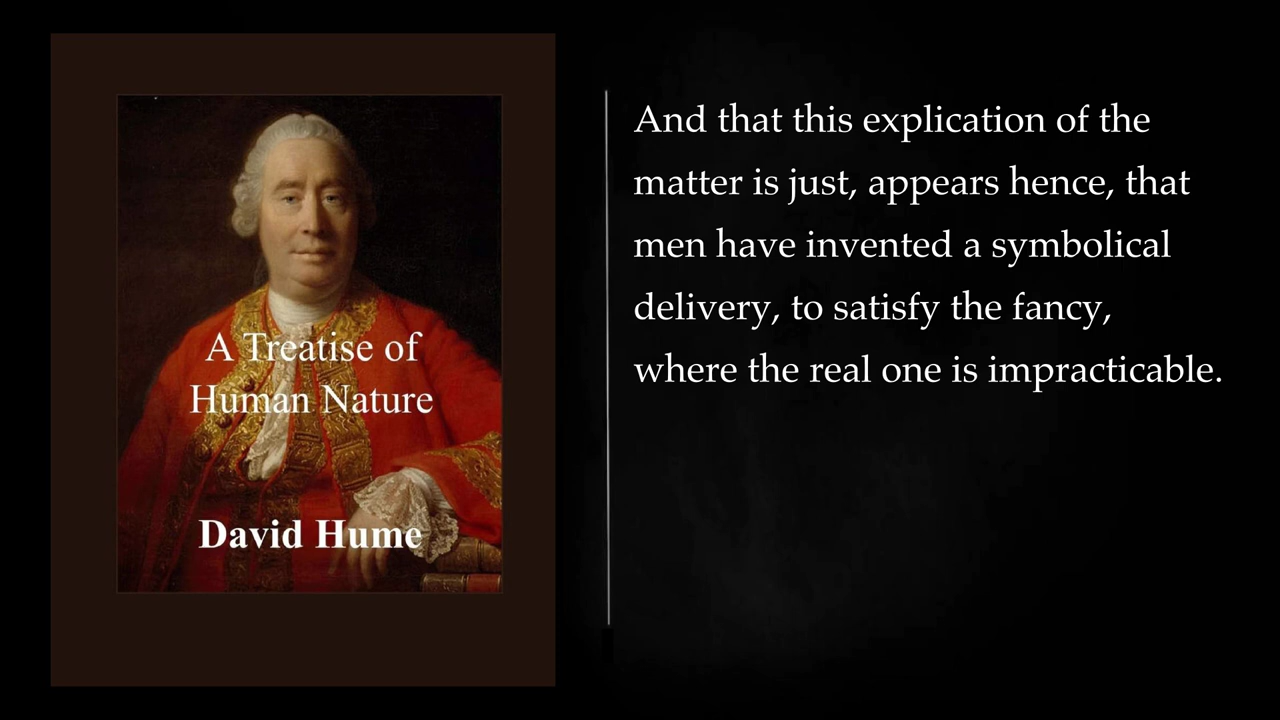 A Treatise of
Human Nature
David Hume
And that this explication of the
matter is just, appears hence, that
men have invented a symbolical
delivery, to satisfy the fancy,
where the real one is impracticable.